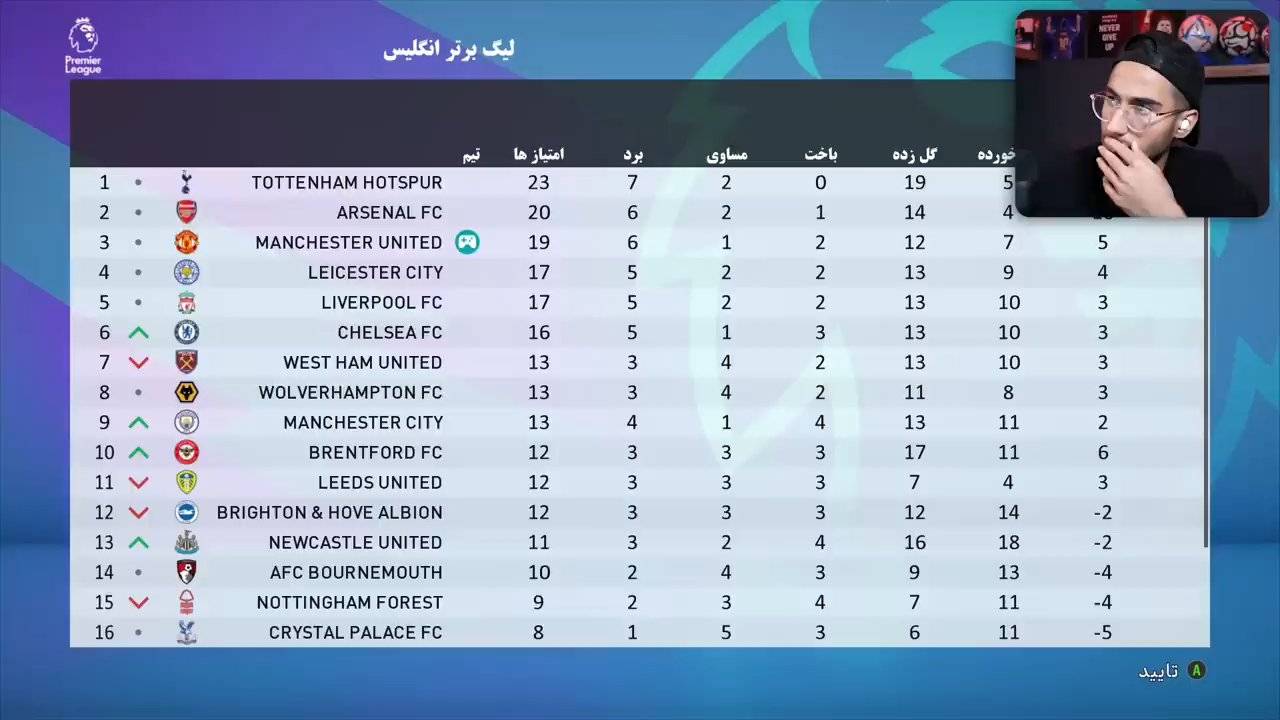 Premier League
لیگ برتر انگلیس
NEVER GIVE UP
تیم امتیاز ها برد مساوی باخت گل زده خورده
1 TOTTENHAM HOTSPUR 23 7 2 0 19 5
2 ARSENAL FC 20 6 2 1 14 4
3 MANCHESTER UNITED 19 6 1 2 12 7 5
4 LEICESTER CITY 17 5 2 2 13 9 4
5 LIVERPOOL FC 17 5 2 2 13 10 3
6 CHELSEA FC 16 5 1 3 13 10 3
7 WEST HAM UNITED 13 3 4 2 13 10 3
8 WOLVERHAMPTON FC 13 3 4 2 11 8 3
9 MANCHESTER CITY 13 4 1 4 13 11 2
10 BRENTFORD FC 12 3 3 3 17 11 6
11 LEEDS UNITED 12 3 3 3 7 4 3
12 BRIGHTON & HOVE ALBION 12 3 3 3 12 14 -2
13 NEWCASTLE UNITED 11 3 2 4 16 18 -2
14 AFC BOURNEMOUTH 10 2 4 3 9 13 -4
15 NOTTINGHAM FOREST 9 2 3 4 7 11 -4
16 CRYSTAL PALACE FC 8 1 5 3 6 11 -5
تایید A